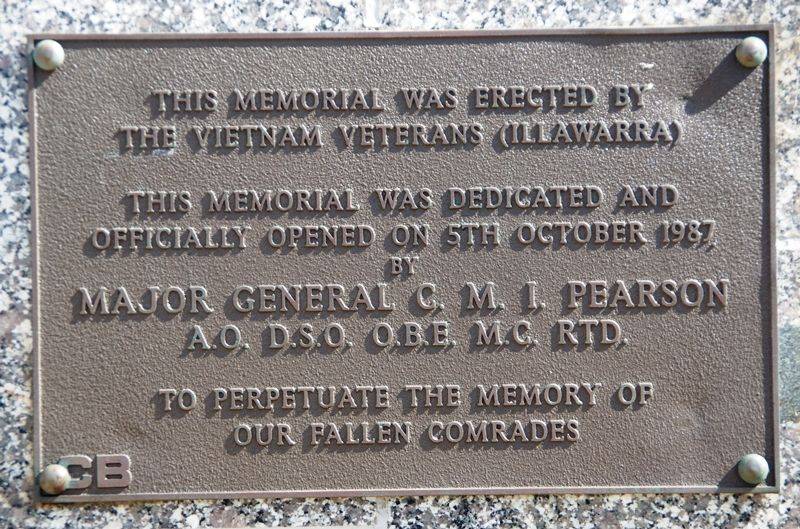 THIS MEMORIAL WAS ERECTED BY
THE VIETNAM VETERANS (ILLAWARRA)
THIS MEMORIAL WAS DEDICATED AND
OFFICIALLY OPENED ON 5TH OCTOBER 1987
BY
MAJOR GENERAL C. M. I. PEARSON
A.O. D.S.O. O.B.E. M.C. RTD.
TO PERPETUATE THE MEMORY OF
OUR FALLEN COMRADES
CB